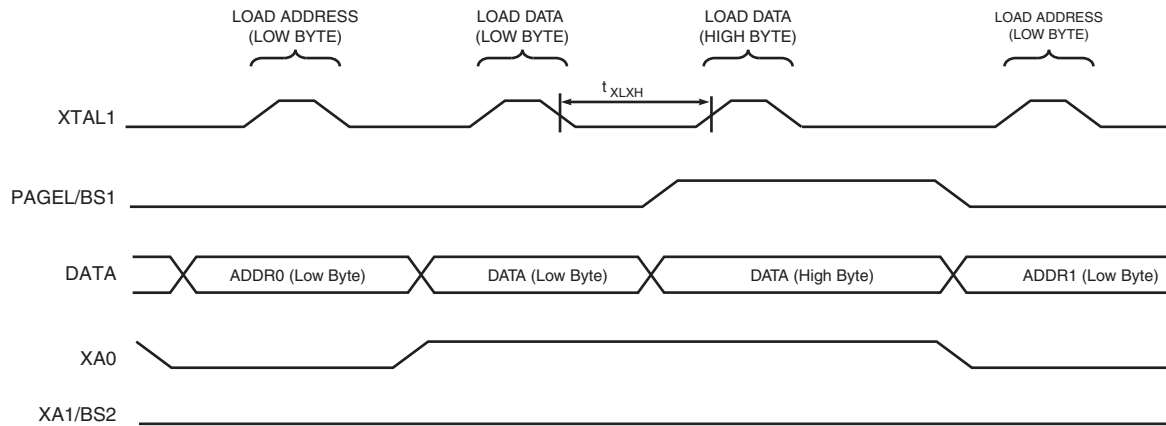 LOAD ADDRESS
(LOW BYTE)
LOAD DATA
(LOW BYTE)
LOAD DATA
(HIGH BYTE)
LOAD ADDRESS
(LOW BYTE)
t XLXH
XTAL1
PAGEL/BS1
DATA
ADDR0 (Low Byte)
DATA (Low Byte)
DATA (High Byte)
ADDR1 (Low Byte)
XA0
XA1/BS2